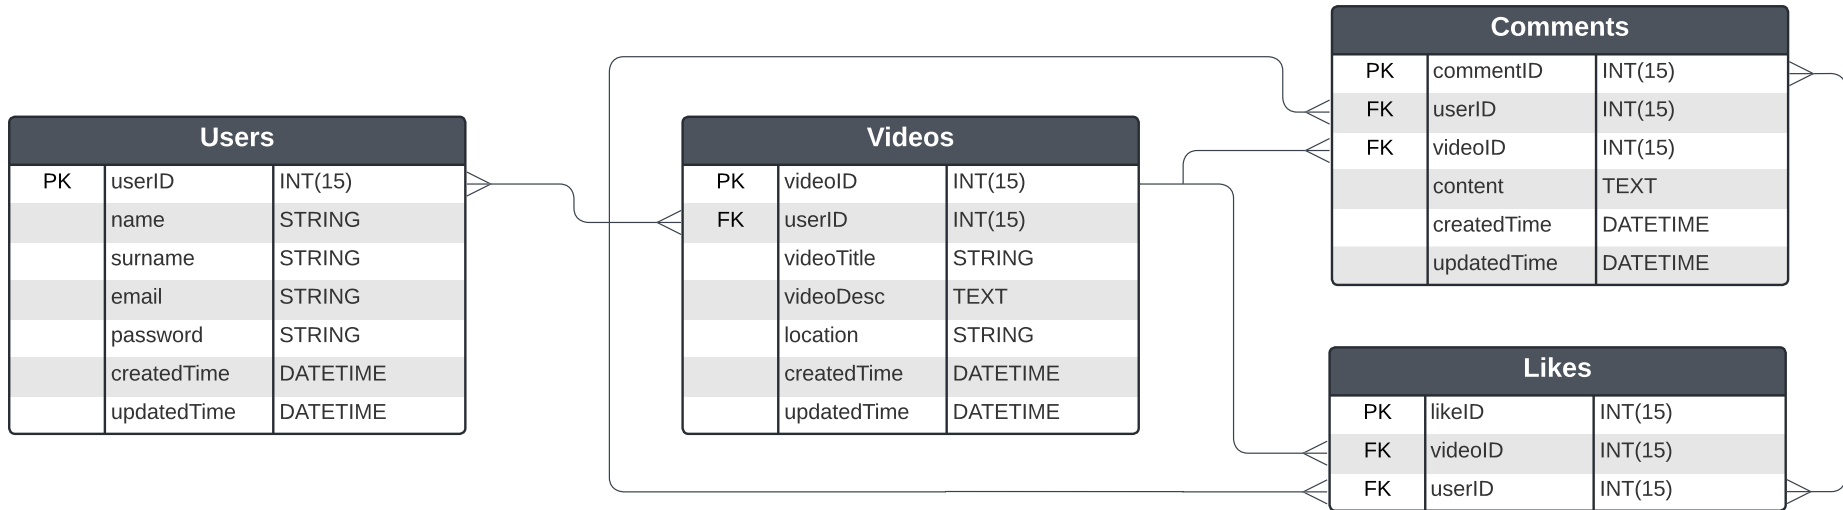 Users
PK userID INT(15)
name STRING
surname STRING
email STRING
password STRING
createdTime DATETIME
updatedTime DATETIME
Videos
PK videoID INT(15)
FK userID INT(15)
videoTitle STRING
videoDesc TEXT
location STRING
createdTime DATETIME
updatedTime DATETIME
Comments
PK commentID INT(15)
FK userID INT(15)
FK videoID INT(15)
content TEXT
createdTime DATETIME
updatedTime DATETIME
Likes
PK likeID INT(15)
FK videoID INT(15)
FK userID INT(15)